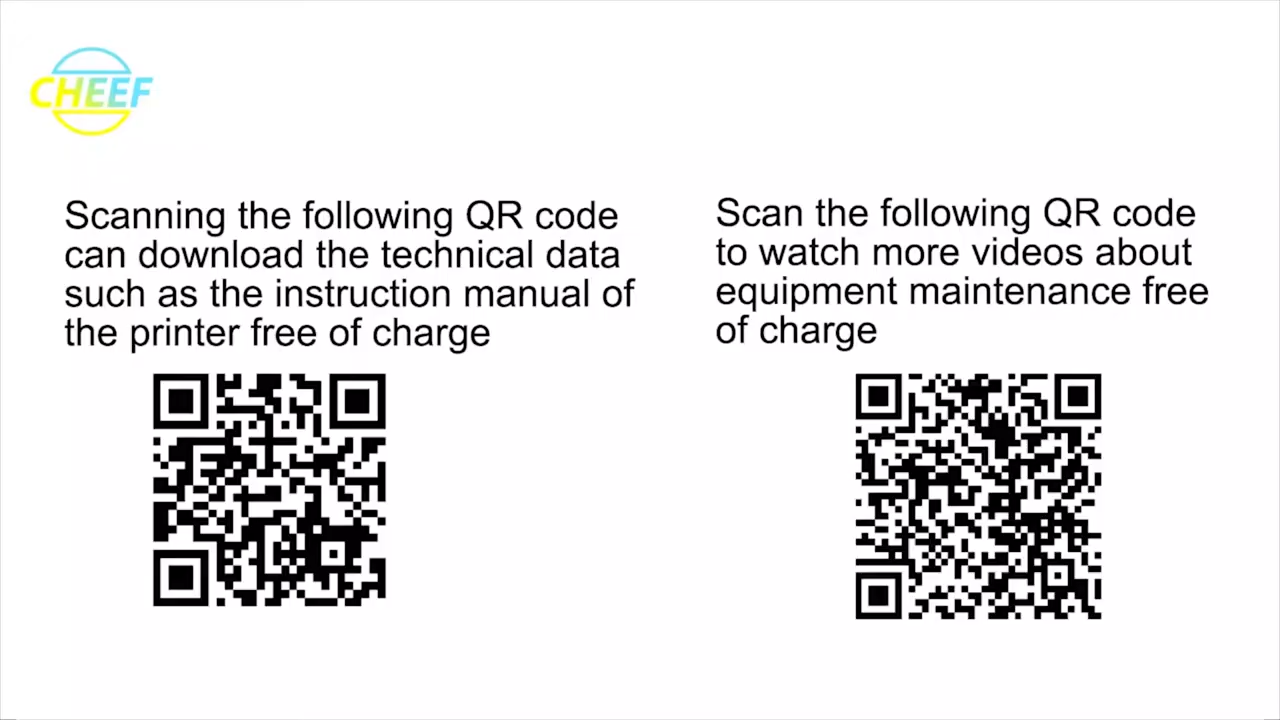 CHEEF
Scanning the following QR code
can download the technical data
such as the instruction manual of
the printer free of charge
Scan the following QR code
to watch more videos about
equipment maintenance free
of charge